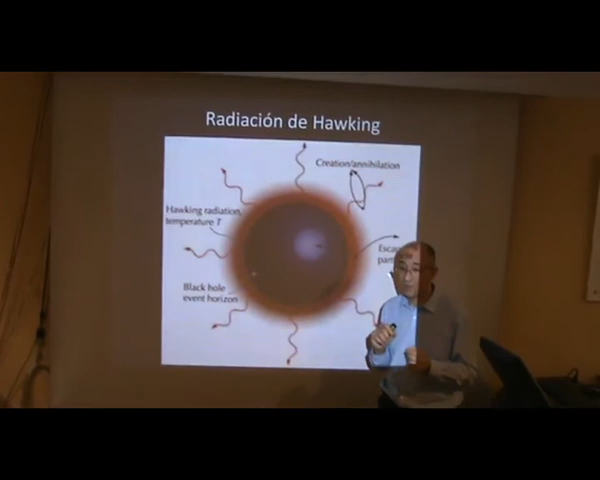 Radiación de Hawking
Creation/annihilation
Hawking radiation,
temperature T
Black hole
event horizon